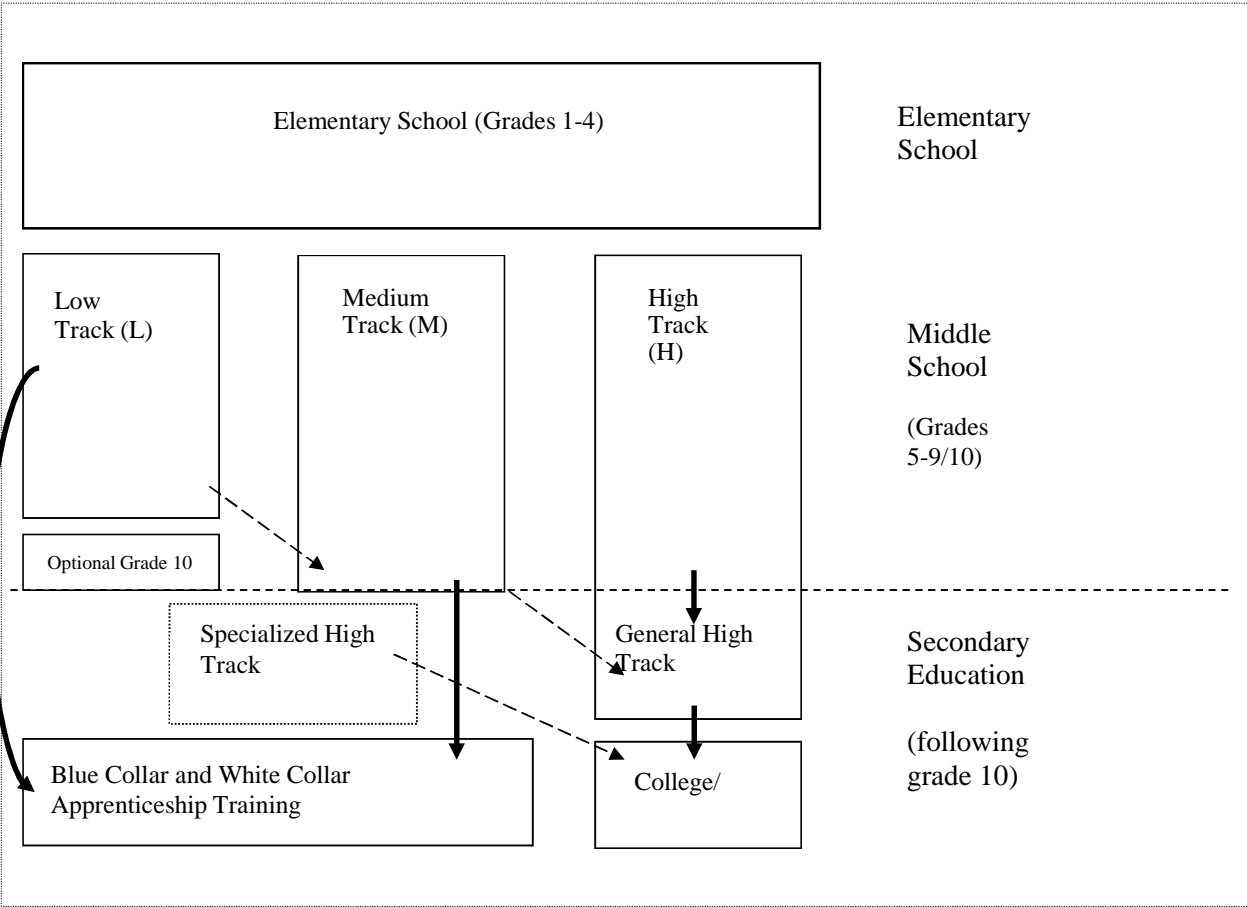 Elementary School (Grades 1-4)
Elementary
School
Low
Track (L)
Medium
Track (M)
High
Track
(H)
Middle
School
(Grades
5-9/10)
Optional Grade 10
Specialized High
Track
General High
Track
Secondary
Education
(following
grade 10)
Blue Collar and White Collar
Apprenticeship Training
College/